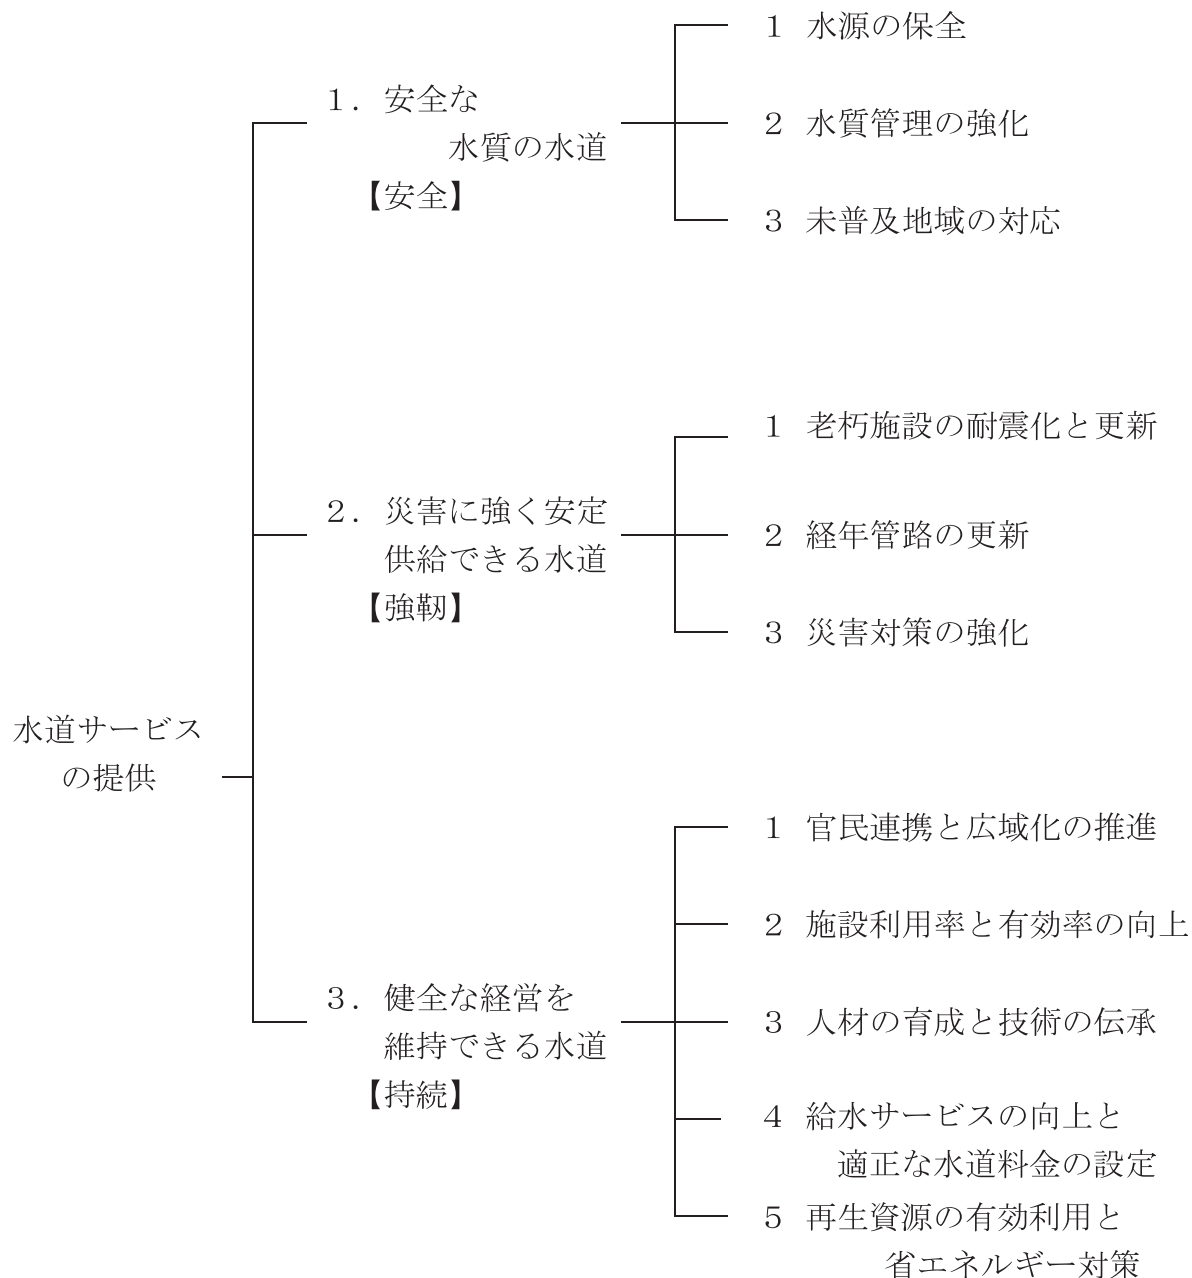 水道サービス
の提供
１．安全な
水質の水道
【安全】
１ 水源の保全
２ 水質管理の強化
３ 未普及地域の対応
２．災害に強く安定
供給できる水道
【強靭】
１ 老朽施設の耐震化と更新
２ 経年管路の更新
３ 災害対策の強化
３．健全な経営を
維持できる水道
【持続】
１ 官民連携と広域化の推進
２ 施設利用率と有効率の向上
３ 人材の育成と技術の伝承
４ 給水サービスの向上と
適正な水道料金の設定
５ 再生資源の有効利用と
省エネルギー対策